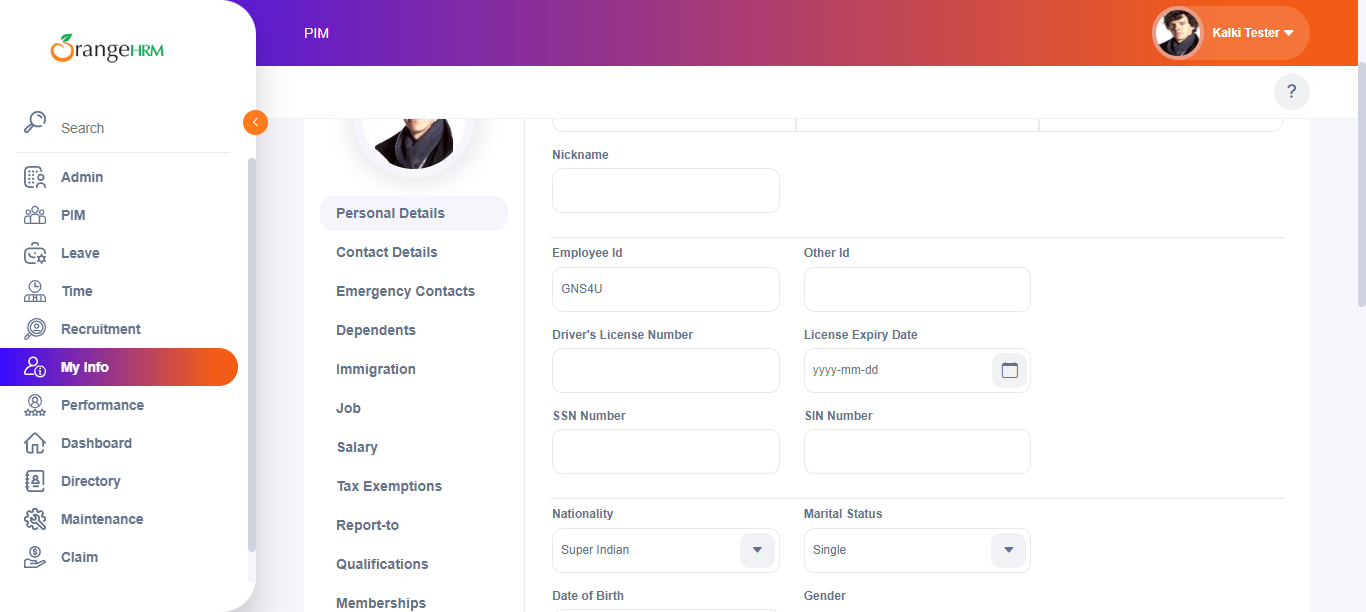 OrangeHRM
Search
Admin
PIM
Leave
Time
Recruitment
My Info
Performance
Dashboard
Directory
Maintenance
Claim
PIM
Kalki Tester
?
Personal Details
Contact Details
Emergency Contacts
Dependents
Immigration
Job
Salary
Tax Exemptions
Report-to
Qualifications
Memberships
Nickname
Employee Id Other Id
GNS4U
Driver's License Number License Expiry Date
yyyy-mm-dd
SSN Number SIN Number
Nationality Marital Status
Super Indian Single
Date of Birth Gender